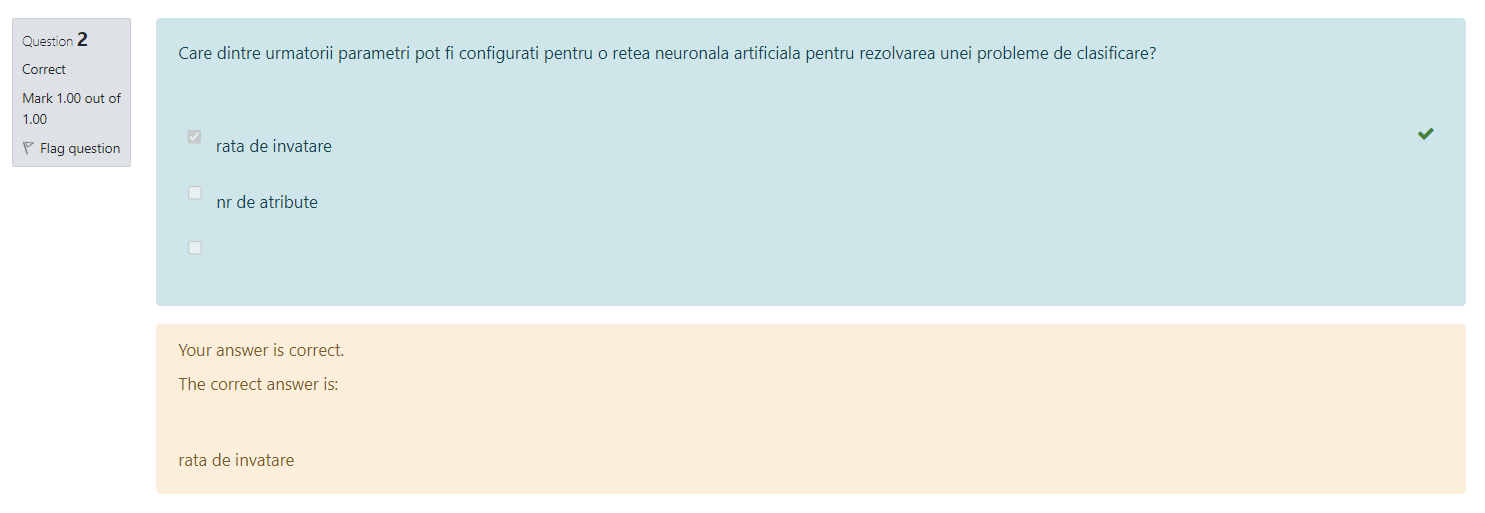 Question 2
Correct
Mark 1.00 out of
1.00
Flag question
Care dintre urmatorii parametri pot fi configurati pentru o retea neuronala artificiala pentru rezolvarea unei probleme de clasificare?
rata de invatare
nr de atribute
Your answer is correct.
The correct answer is:
rata de invatare